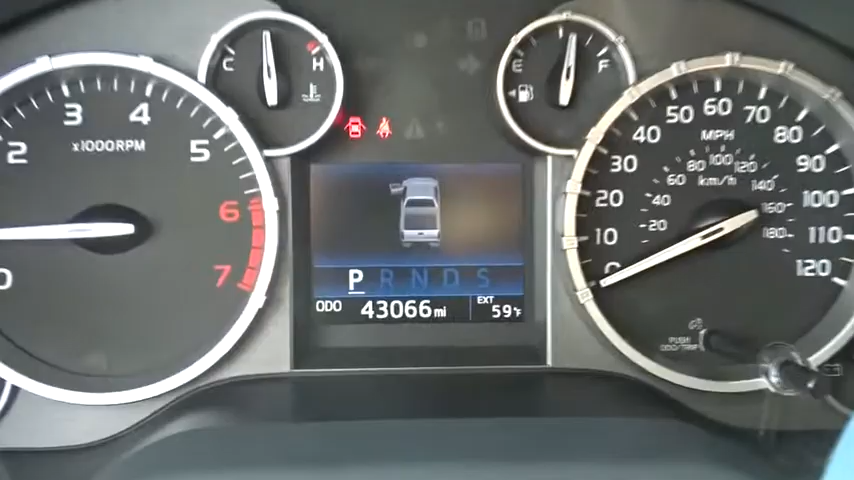 C H
E F
2 3 4 5 6 7
x1000RPM
0
0 10 20 30 40 50 60 70 80 90 100 110 120
MPH
20 40 60 80 100 120 140 160 180
km/h
P R N D S
ODO 43066 mi
EXT 59°F
PUSH
ODO/TRIP